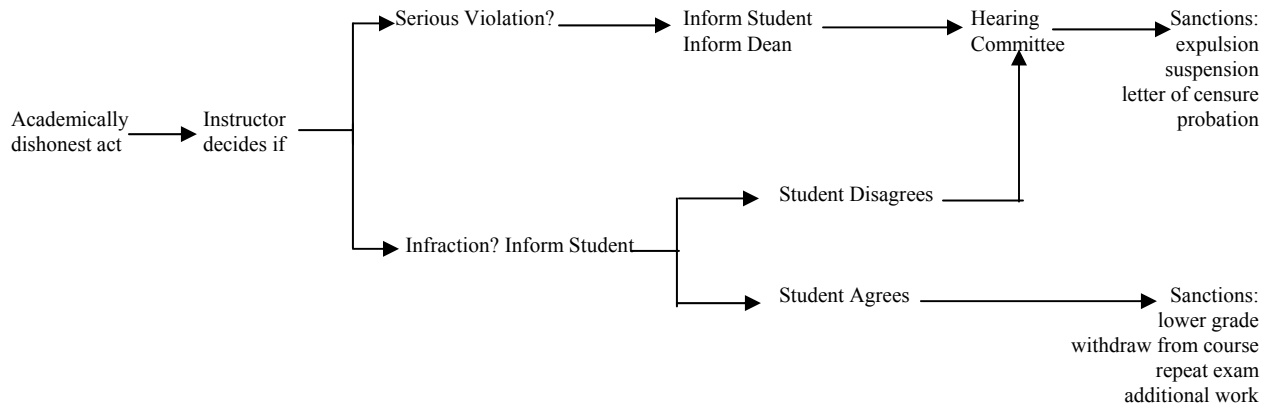 Academically
dishonest act
Instructor
decides if
Serious Violation?
Inform Student
Inform Dean
Hearing
Committee
Sanctions:
expulsion
suspension
letter of censure
probation
Infraction? Inform Student
Student Disagrees
Student Agrees
Sanctions:
lower grade
withdraw from course
repeat exam
additional work